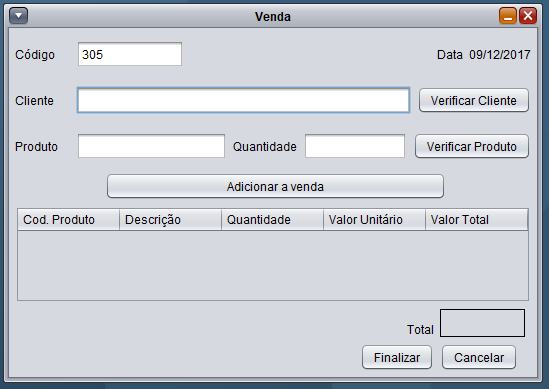 Venda
Código 305 Data 09/12/2017
Cliente Verificar Cliente
Produto Quantidade Verificar Produto
Adicionar a venda
Cod. Produto Descrição Quantidade Valor Unitário Valor Total
Total
Finalizar Cancelar